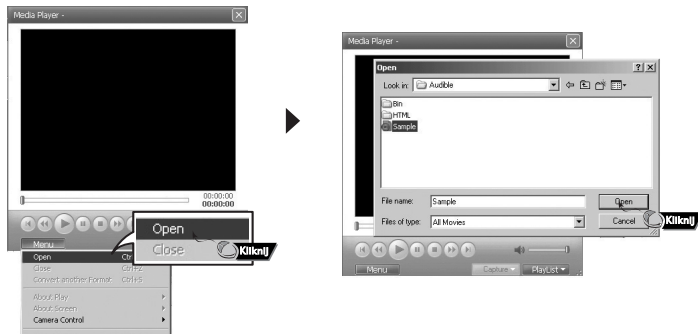 Media Player -
00:00:00
00:00:00
Menu
Open
Close
Kliknij
Open
Close Ctrl+Z
Convert another Format Ctrl+S
About Play
About Screen
Camera Control
Media Player -
Open
Look in: Audible
Bin
HTML
Sample
File name: Sample
Open
Files of type: All Movies
Cancel
Kliknij
Menu
Capture
PlayList